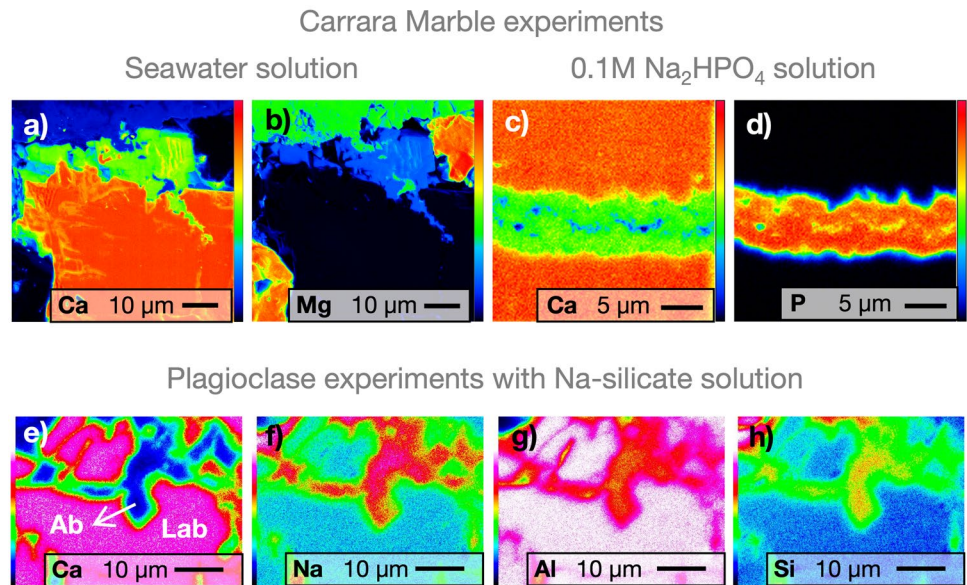 Carrara Marble experiments
Seawater solution
0.1M Na₂HPO₄ solution
a)
b)
c)
d)
Ca 10 µm
Mg 10 µm
Ca 5 µm
P 5 µm
Plagioclase experiments with Na-silicate solution
e)
f)
g)
h)
Ab
Lab
Ca 10 µm
Na 10 µm
Al 10 µm
Si 10 µm